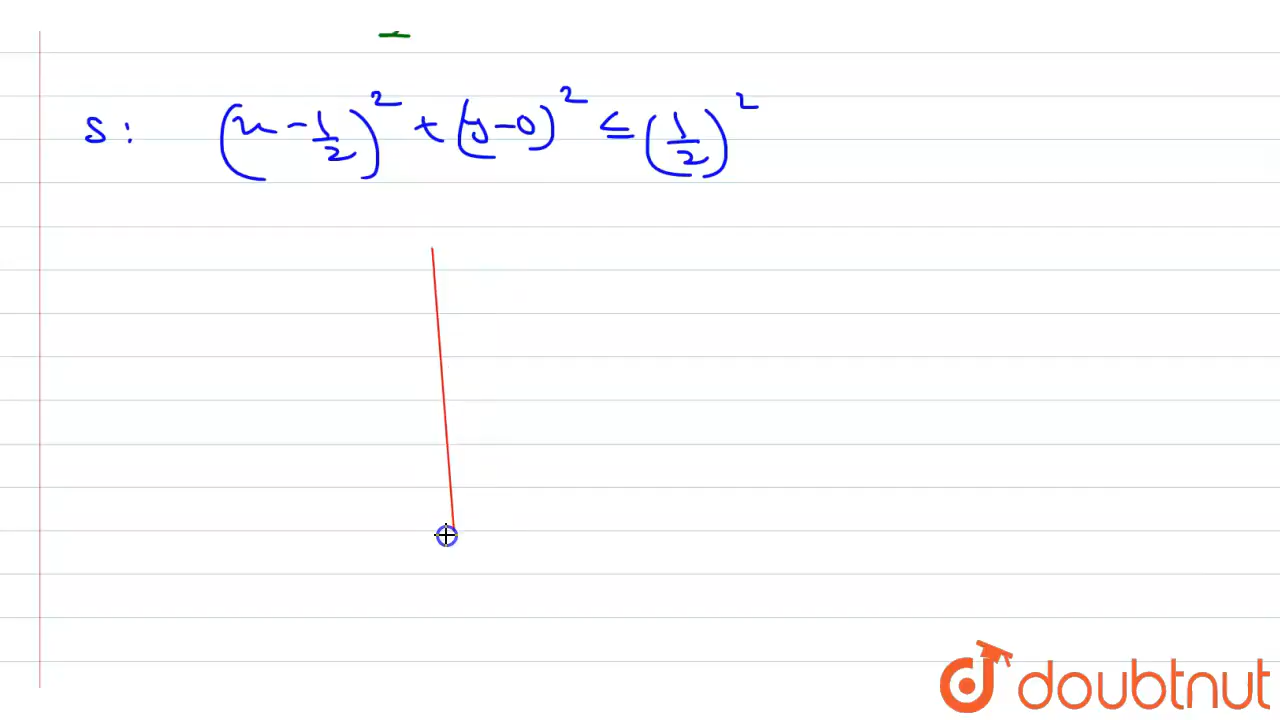 S: (x - 1/2)² + (y - 0)² ≤ (1/2)²
doubtnut